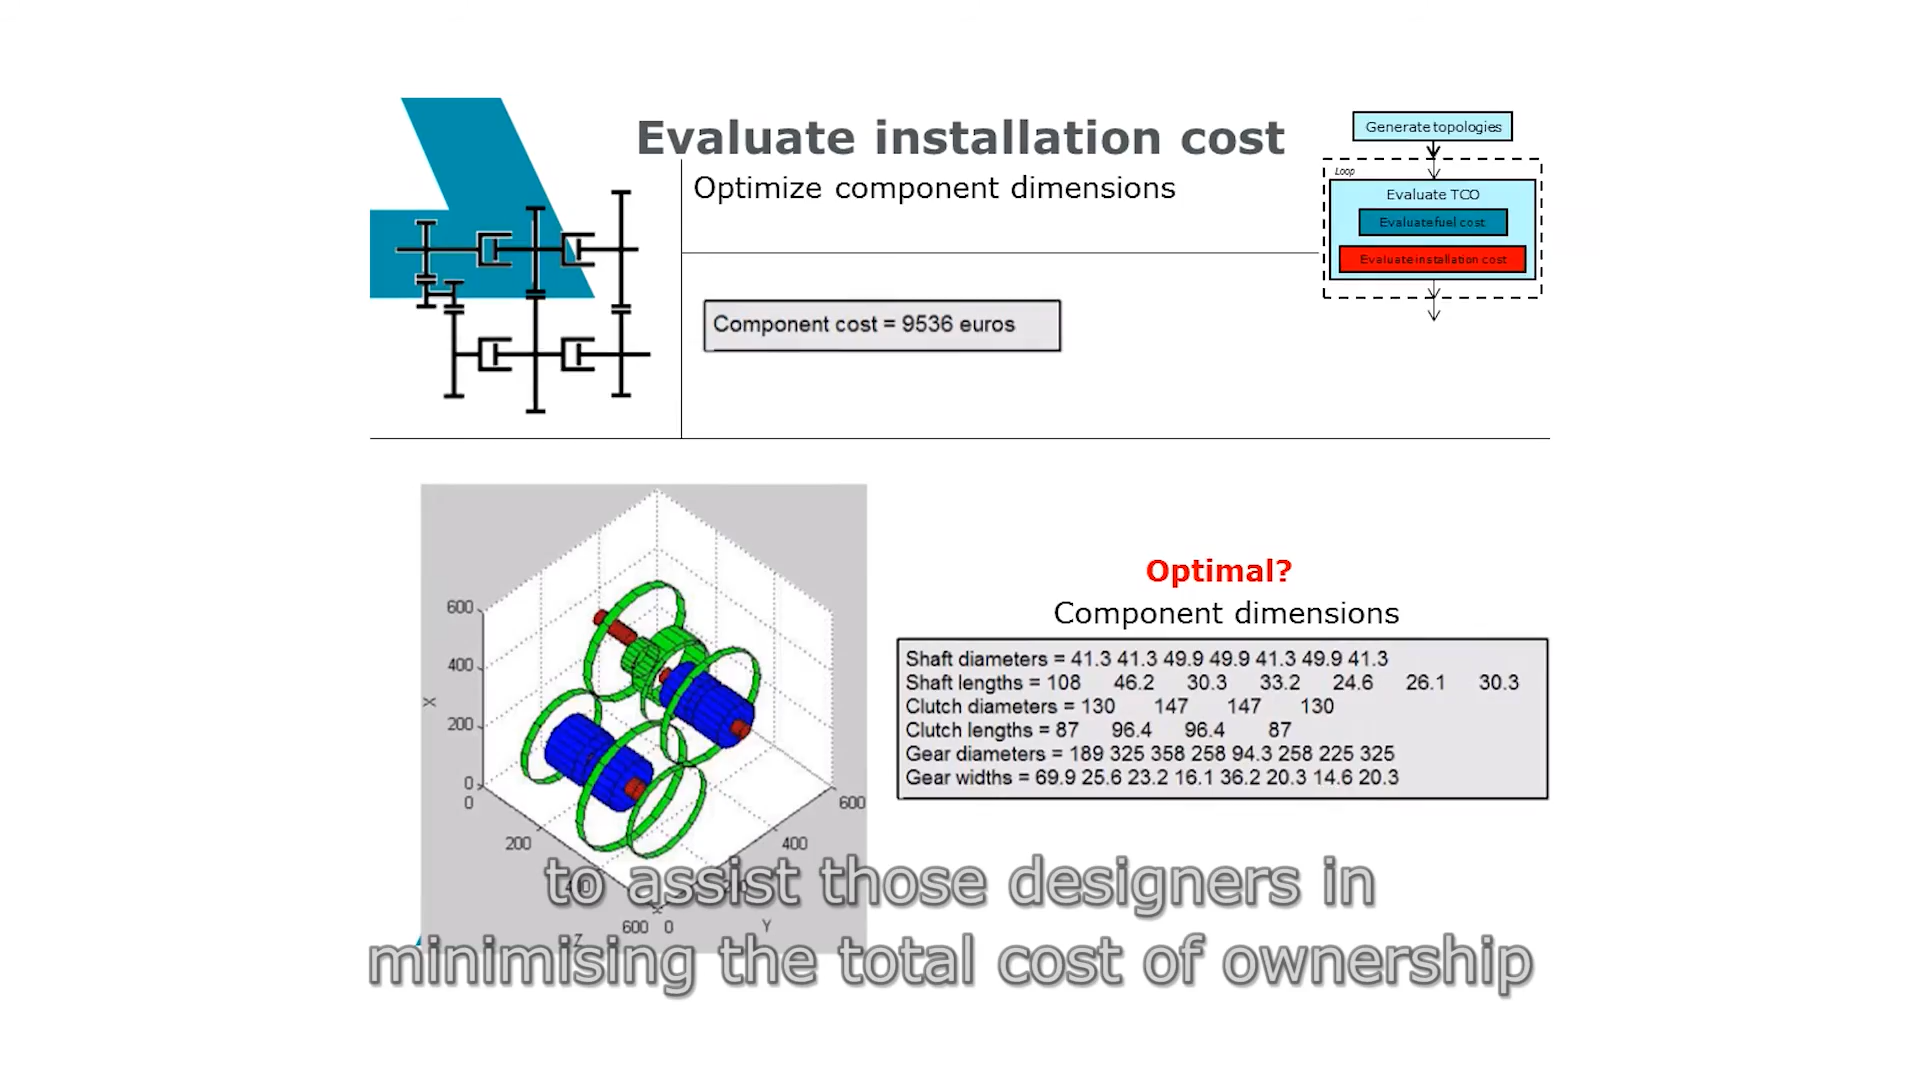 Evaluate installation cost
Optimize component dimensions
Generate topologies
Loop
Evaluate TCO
Evaluate fuel cost
Evaluate installation cost
Component cost = 9536 euros
Optimal?
Component dimensions
Shaft diameters = 41.3 41.3 49.9 49.9 41.3 49.9 41.3
Shaft lengths = 108 46.2 30.3 33.2 24.6 26.1 30.3
Clutch diameters = 130 147 147 130
Clutch lengths = 87 96.4 96.4 87
Gear diameters = 189 325 358 258 94.3 258 225 325
Gear widths = 69.9 25.6 23.2 16.1 36.2 20.3 14.6 20.3
600
400
X
200
0
0
200
400
600
Z
0
200
400
600
Y
to assist those designers in
minimising the total cost of ownership